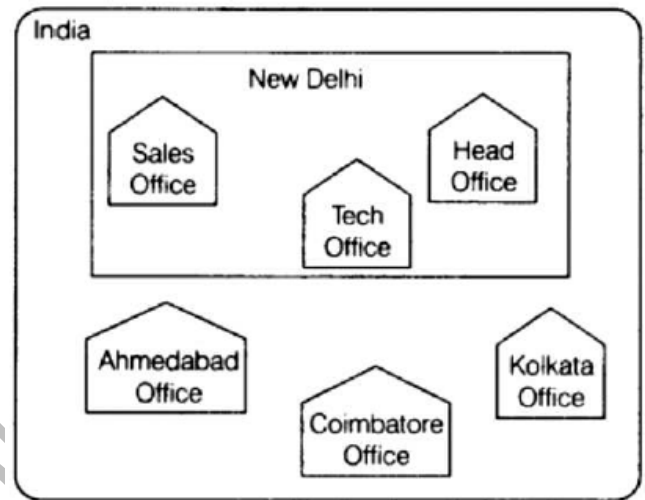 India
New Delhi
Sales
Office
Head
Office
Tech
Office
Ahmedabad
Office
Kolkata
Office
Coimbatore
Office